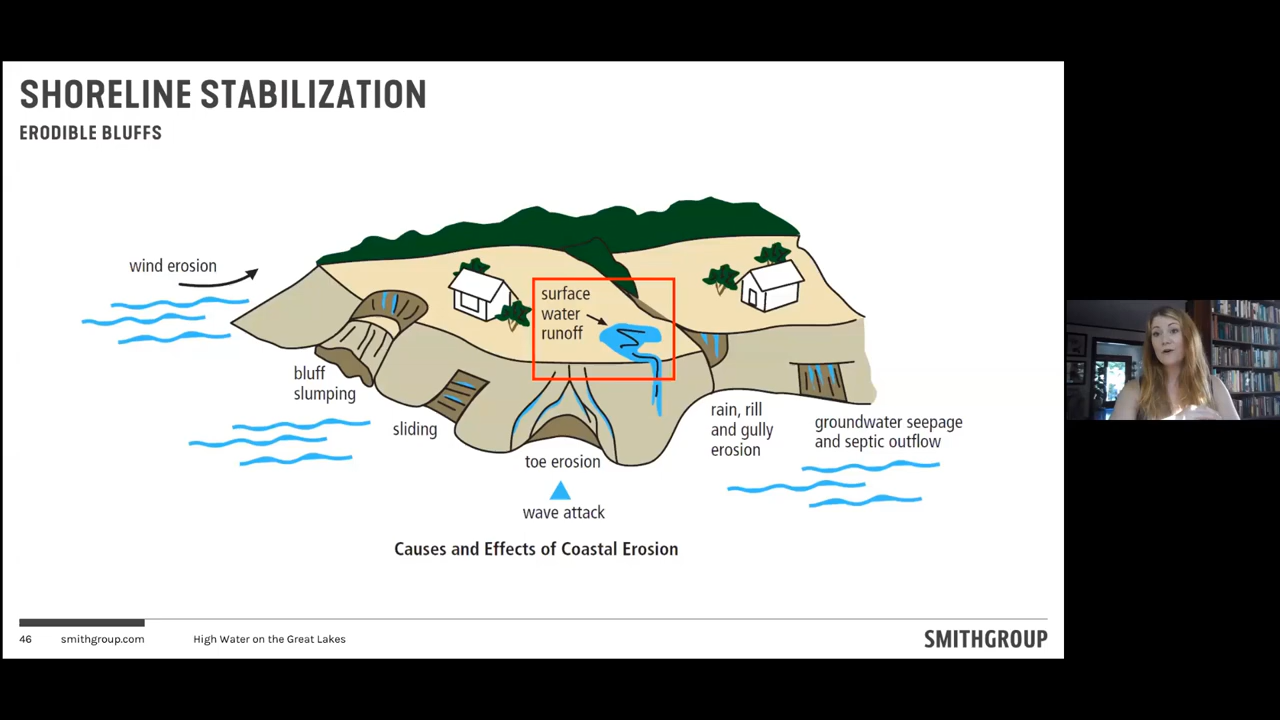 SHORELINE STABILIZATION
ERODIBLE BLUFFS
wind erosion
surface
water
runoff
bluff
slumping
sliding
toe erosion
rain, rill
and gully
erosion
groundwater seepage
and septic outflow
wave attack
Causes and Effects of Coastal Erosion
46 smithgroup.com High Water on the Great Lakes SMITHGROUP